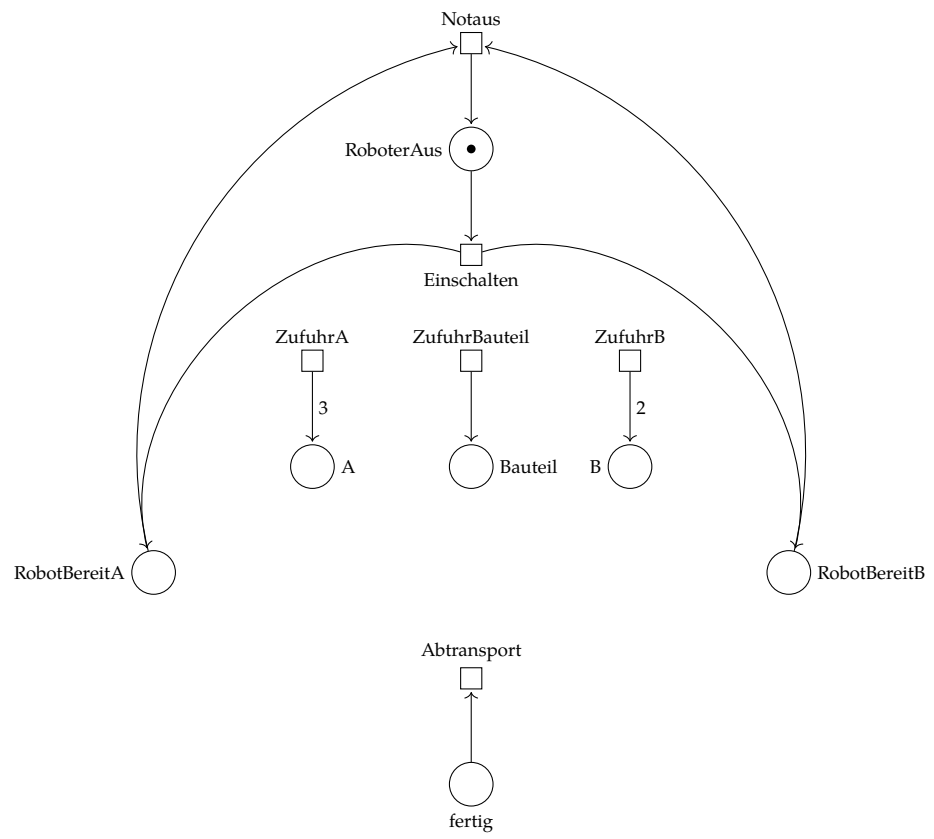 Notaus
RoboterAus
Einschalten
ZufuhrA
ZufuhrBauteil
ZufuhrB
3
2
A
Bauteil
B
RobotBereitA
RobotBereitB
Abtransport
fertig